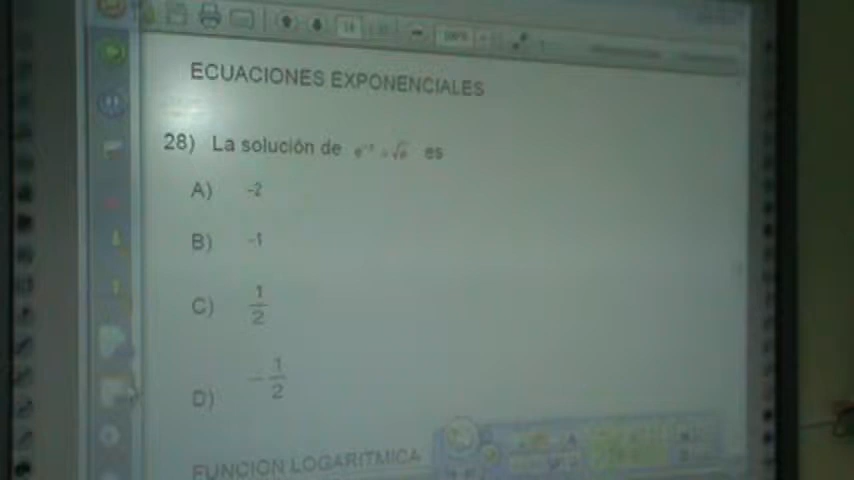 ECUACIONES EXPONENCIALES
28) La solución de e⁻ˣ = √e es
A) -2
B) -1
C) 1/2
D) -1/2
FUNCION LOGARITMICA